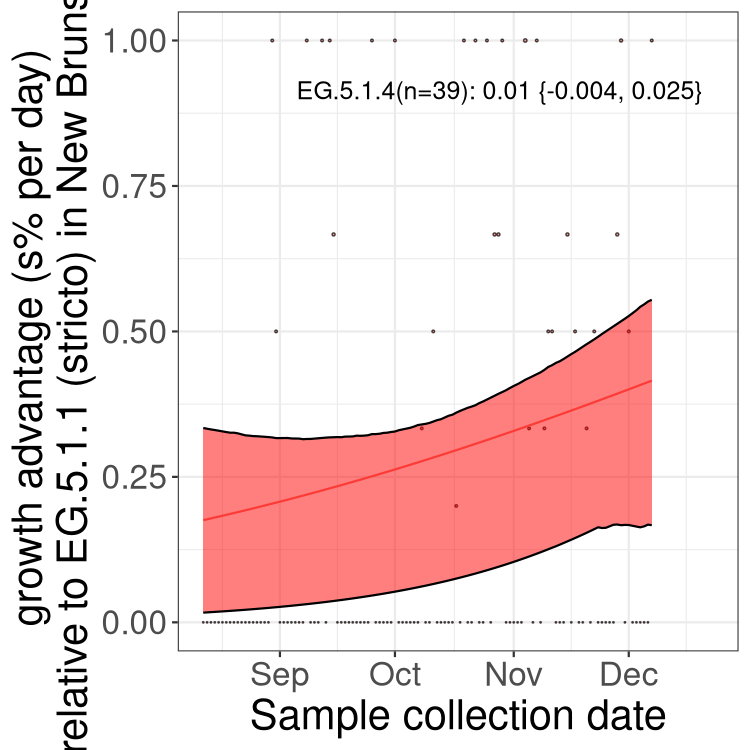 growth advantage (s% per day)
relative to EG.5.1.1 (stricto) in New Bruns
1.00
0.75
0.50
0.25
0.00
EG.5.1.4(n=39): 0.01 {-0.004, 0.025}
Sep Oct Nov Dec
Sample collection date